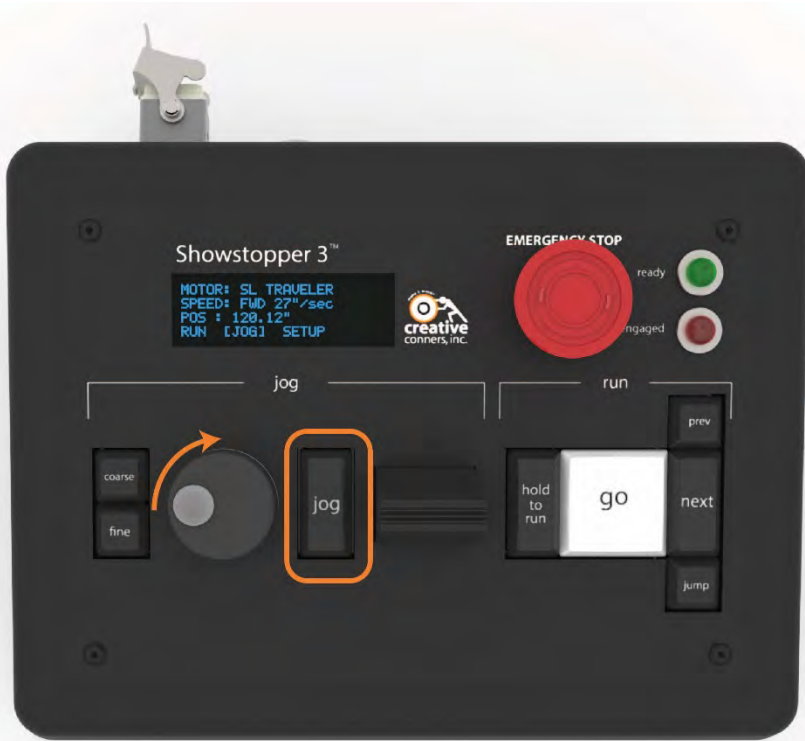 Showstopper 3™
MOTOR: SL TRAVELER
SPEED: FWD 27"/sec
POS : 120.12"
RUN [JOG] SETUP
creative
conners, inc.
EMERGENCY STOP
ready
engaged
jog
coarse
fine
jog
run
hold
to
run
go
prev
next
jump